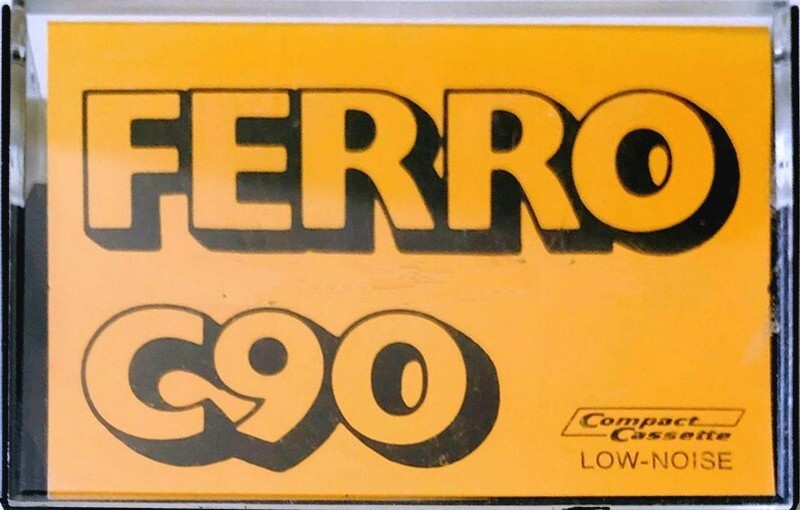 FERRO
C90
Compact
Cassette
LOW-NOISE